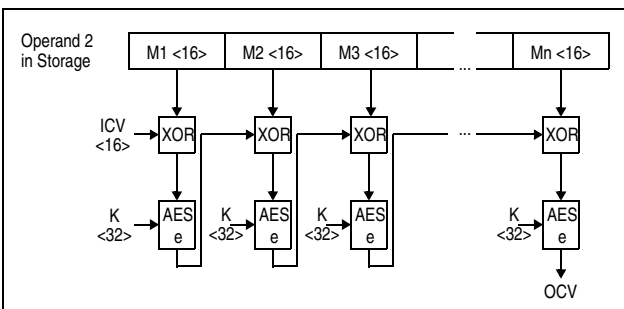 Operand 2
in Storage
M1 <16> M2 <16> M3 <16> ... Mn <16>
ICV
<16>
XOR XOR XOR ... XOR
K
<32>
AES
e
K
<32>
AES
e
K
<32>
AES
e
K
<32>
AES
e
OCV